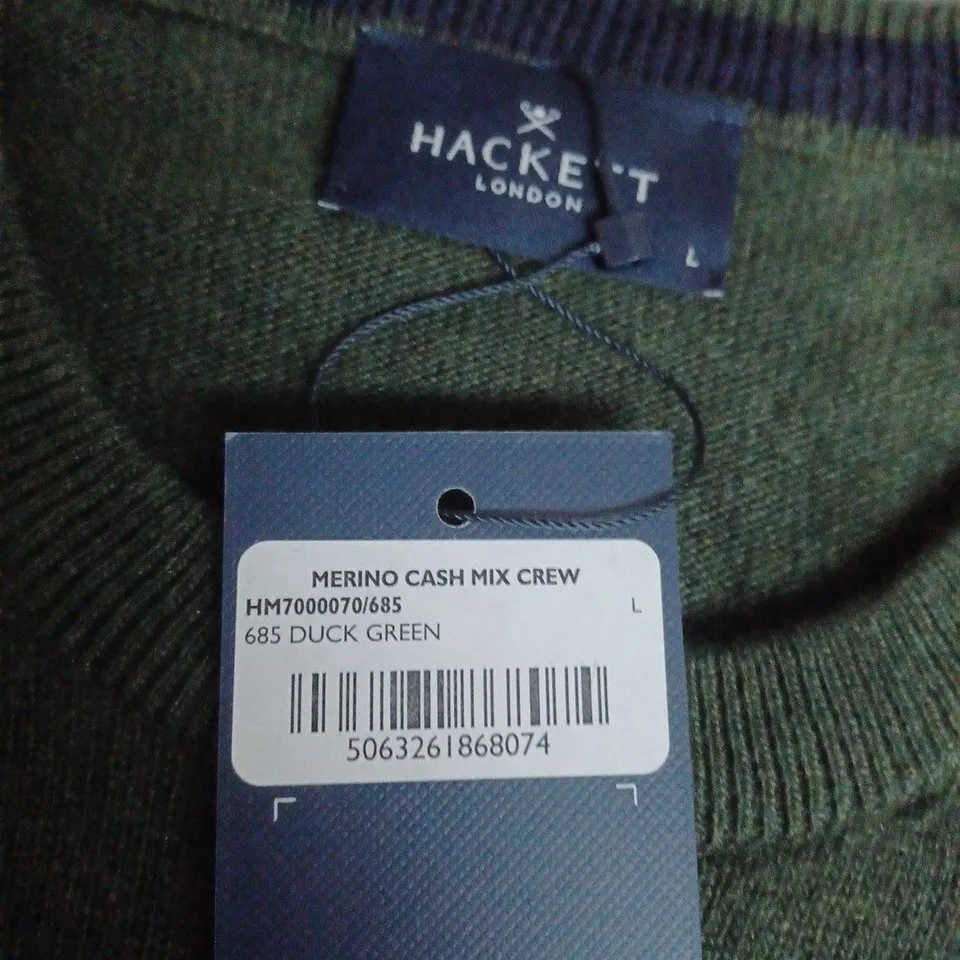 HACKETT
LONDON
L
MERINO CASH MIX CREW
HM7000070/685 L
685 DUCK GREEN
5063261868074